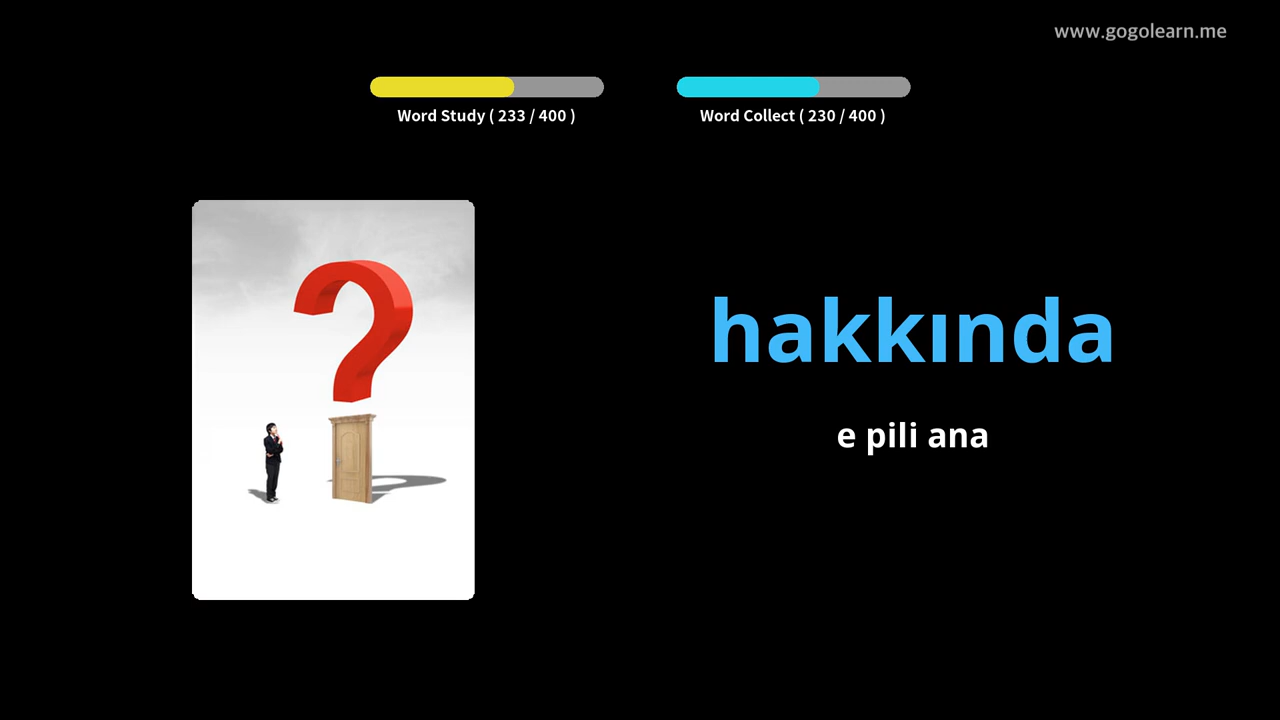 www.gogolearn.me
Word Study ( 233 / 400 )
Word Collect ( 230 / 400 )
hakkında
e pili ana